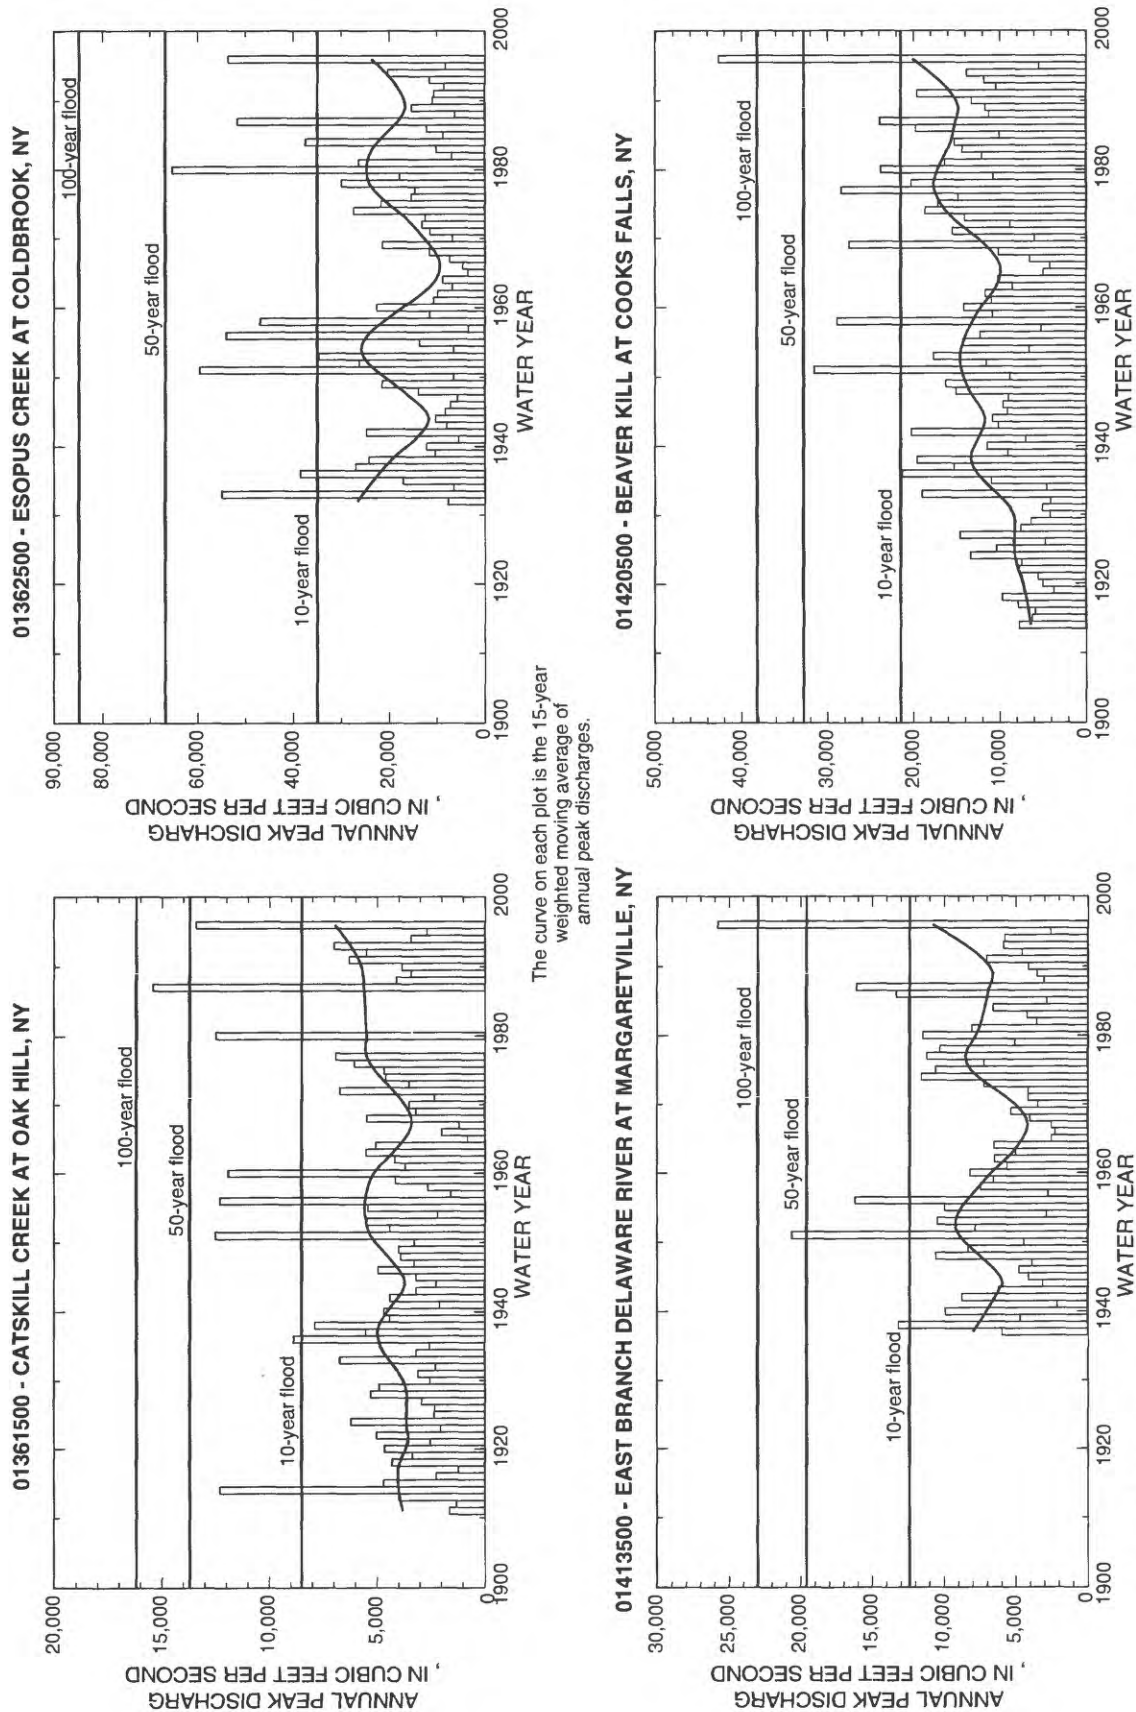 01361500 - CATSKILL CREEK AT OAK HILL, NY
20,000
15,000
10,000
5,000
0
ANNUAL PEAK DISCHARG
, IN CUBIC FEET PER SECOND
100-year flood
50-year flood
10-year flood
1900
1920
1940
1960
1980
2000
WATER YEAR
01362500 - ESOPUS CREEK AT COLDBROOK, NY
90,000
80,000
60,000
40,000
20,000
0
ANNUAL PEAK DISCHARG
, IN CUBIC FEET PER SECOND
100-year flood
50-year flood
10-year flood
1900
1920
1940
1960
1980
2000
WATER YEAR
The curve on each plot is the 15-year
weighted moving average of
annual peak discharges.
01413500 - EAST BRANCH DELAWARE RIVER AT MARGARETVILLE, NY
30,000
25,000
20,000
15,000
10,000
5,000
0
ANNUAL PEAK DISCHARG
, IN CUBIC FEET PER SECOND
100-year flood
50-year flood
10-year flood
1900
1920
1940
1960
1980
2000
WATER YEAR
01420500 - BEAVER KILL AT COOKS FALLS, NY
50,000
40,000
30,000
20,000
10,000
0
ANNUAL PEAK DISCHARG
, IN CUBIC FEET PER SECOND
100-year flood
50-year flood
10-year flood
1900
1920
1940
1960
1980
2000
WATER YEAR